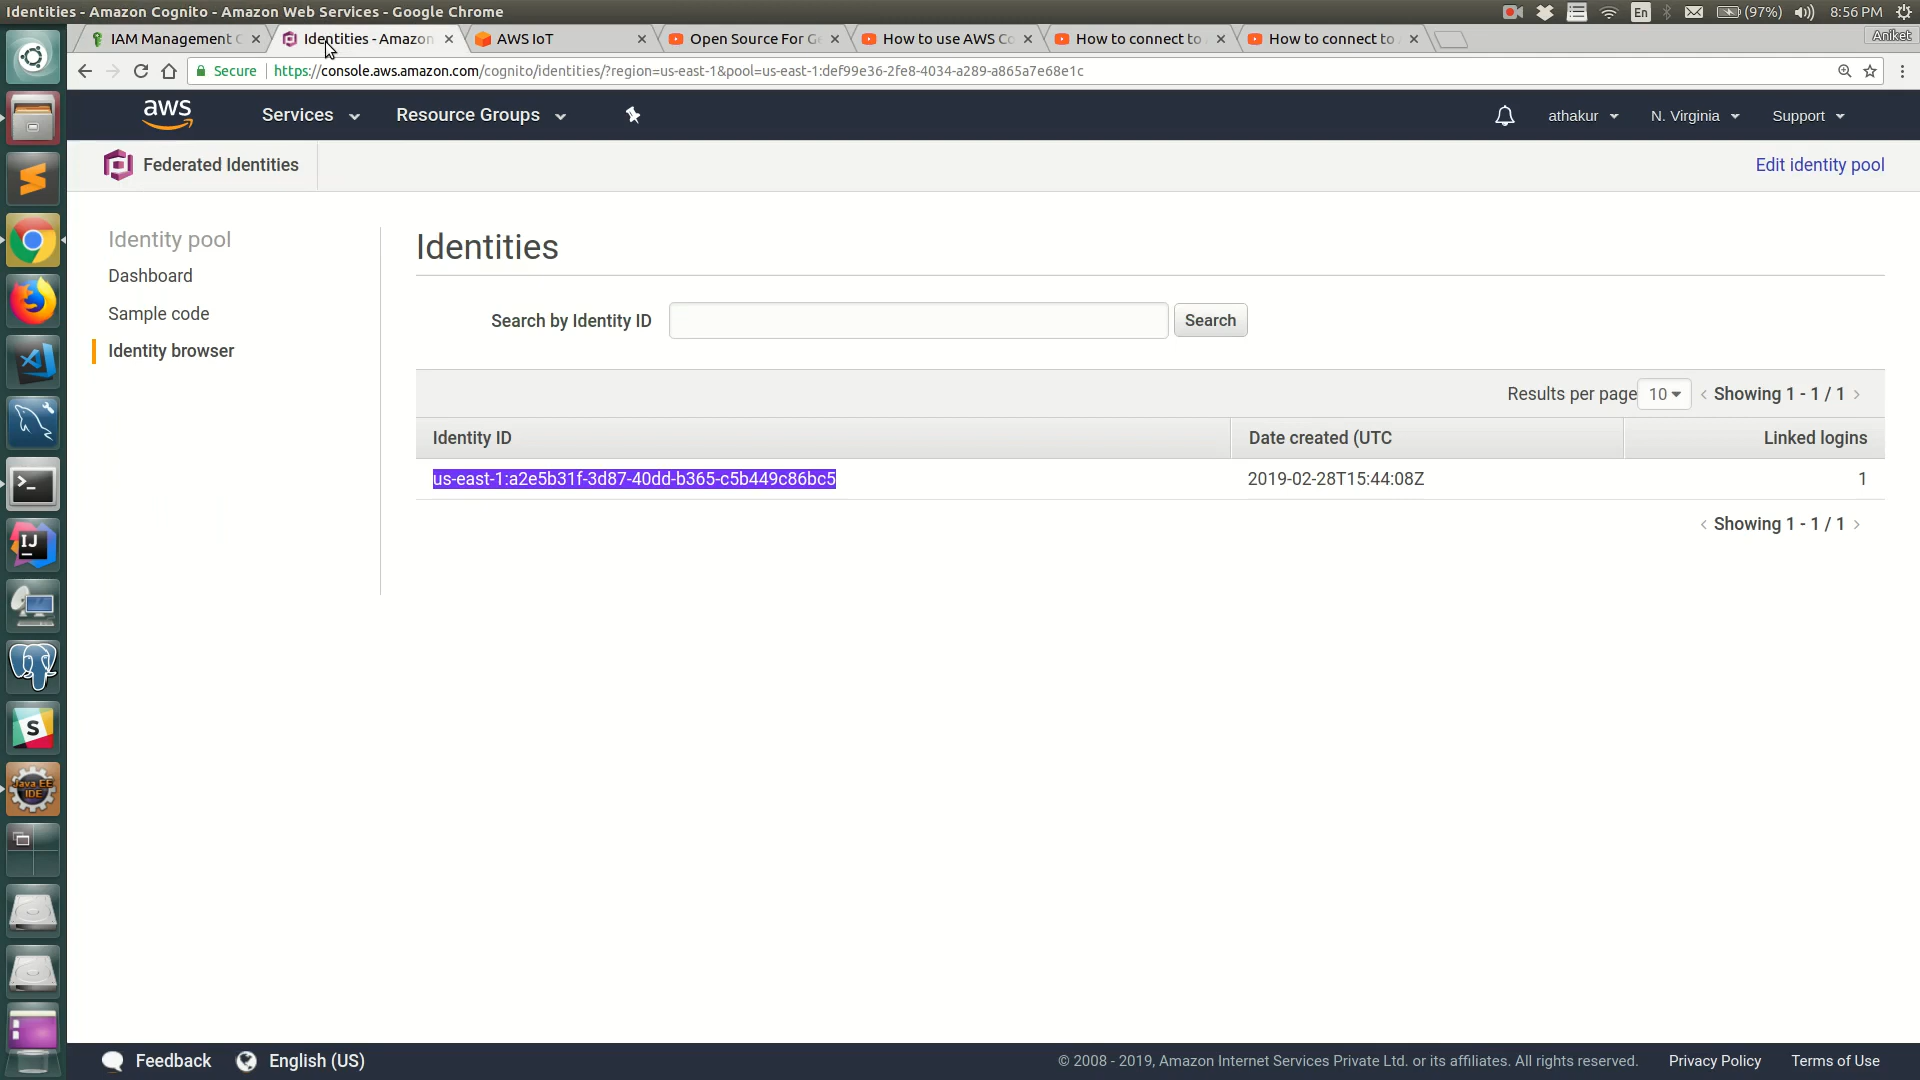 Identities - Amazon Cognito - Amazon Web Services - Google Chrome
En
(97%)
8:56 PM
IAM Management C
Identities - Amazon
AWS IoT
Open Source For Ge
How to use AWS Co
How to connect to
How to connect to
Aniket
Secure
https://console.aws.amazon.com/cognito/identities/?region=us-east-1&pool=us-east-1:def99e36-2fe8-4034-a289-a865a7e68e1c
aws
Services
Resource Groups
athakur
N. Virginia
Support
Federated Identities
Edit identity pool
Identity pool
Dashboard
Sample code
Identity browser
Identities
Search by Identity ID
Search
Results per page
10
< Showing 1 - 1 / 1 >
Identity ID
Date created (UTC
Linked logins
us-east-1:a2e5b31f-3d87-40dd-b365-c5b449c86bc5
2019-02-28T15:44:08Z
1
< Showing 1 - 1 / 1 >
IJ
S
Java EE
IDE
Feedback
English (US)
© 2008 - 2019, Amazon Internet Services Private Ltd. or its affiliates. All rights reserved.
Privacy Policy
Terms of Use